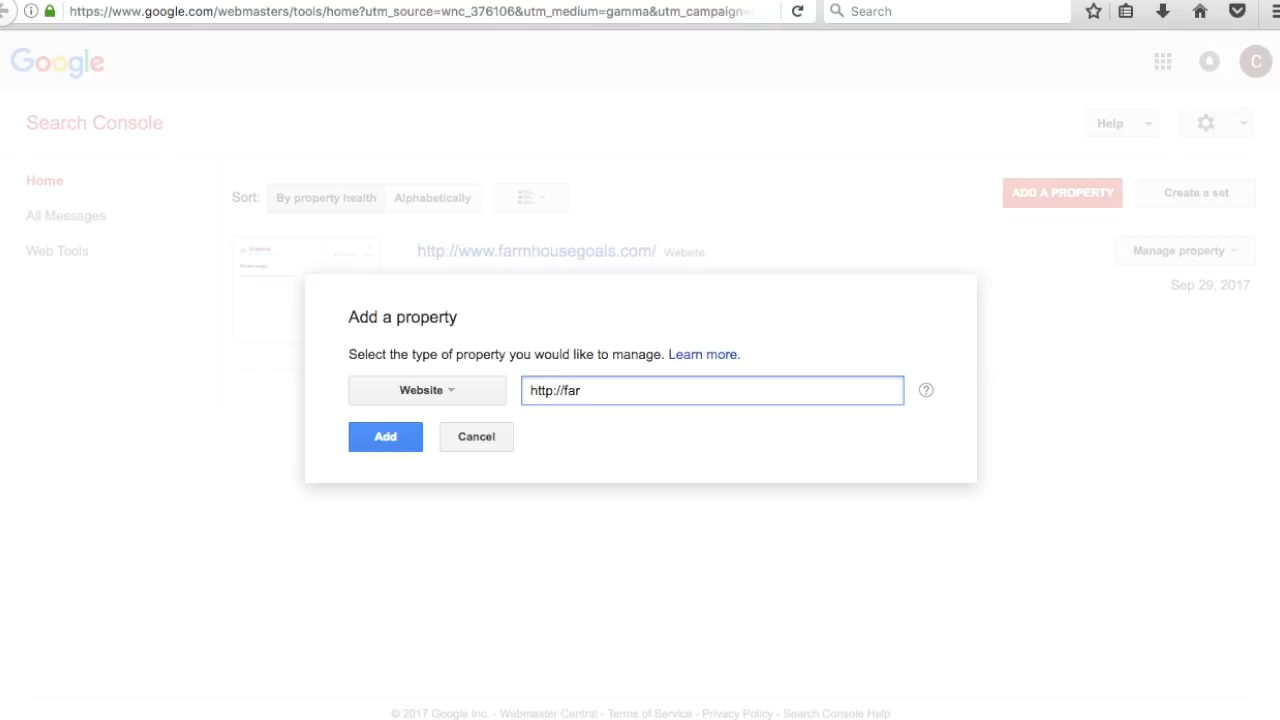 https://www.google.com/webmasters/tools/home?utm_source=wnc_376106&utm_medium=gamma&utm_campaign=
Search
Google
C
Search Console
Help
Home
All Messages
Web Tools
Sort:
By property health
Alphabetically
ADD A PROPERTY
Create a set
http://www.farmhousegoals.com/ Website
Manage property
Sep 29, 2017
Add a property
Select the type of property you would like to manage. Learn more.
Website
http://far
?
Add
Cancel
© 2017 Google Inc. - Webmaster Central - Terms of Service - Privacy Policy - Search Console Help